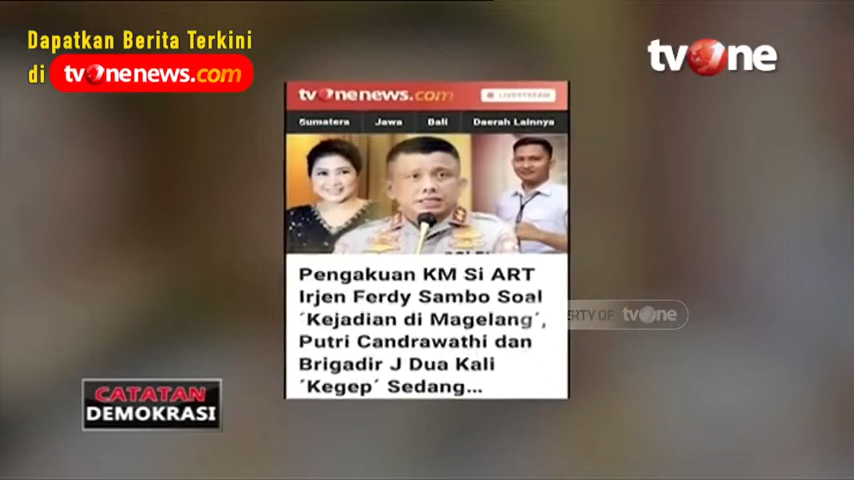 Dapatkan Berita Terkini
di tvonenews.com
tvOne
tvonenews.com
LIVESTREAM
Sumatera Jawa Bali Daerah Lainnya
Pengakuan KM Si ART
Irjen Ferdy Sambo Soal
´Kejadian di Magelang´,
Putri Candrawathi dan
Brigadir J Dua Kali
´Kegep´ Sedang...
ERTY OF tvOne
CATATAN
DEMOKRASI